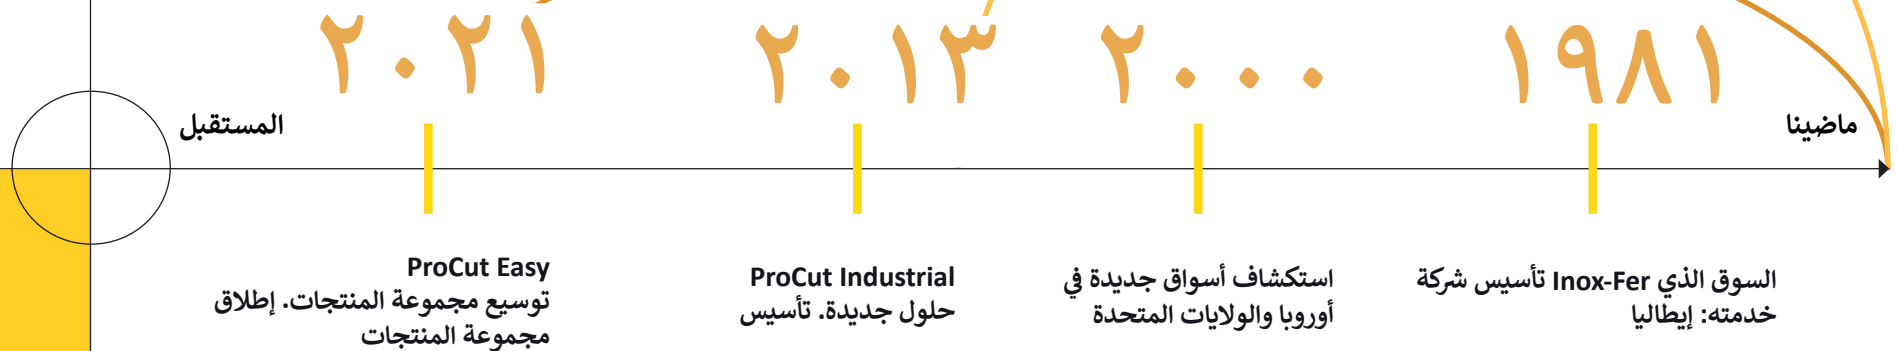 ماضينا
١٩٨١
السوق الذي Inox-Fer تأسيس شركة
خدمته: إيطاليا
٢٠٠٠
استكشاف أسواق جديدة في
أوروبا والولايات المتحدة
٢٠١٣
ProCut Industrial
حلول جديدة. تأسيس
٢٠٢١
ProCut Easy
توسيع مجموعة المنتجات. إطلاق
مجموعة المنتجات
المستقبل